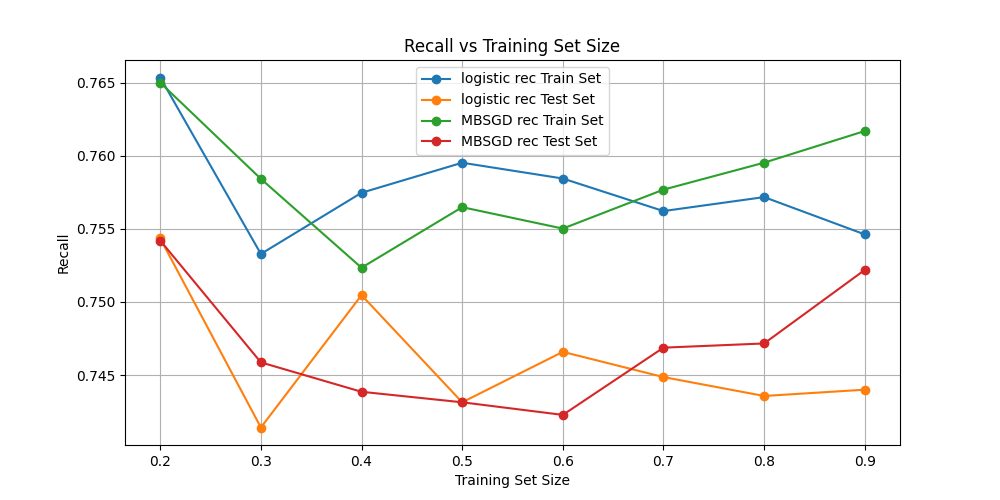 Recall vs Training Set Size
logistic rec Train Set
logistic rec Test Set
MBSGD rec Train Set
MBSGD rec Test Set
Recall
0.765
0.760
0.755
0.750
0.745
0.2 0.3 0.4 0.5 0.6 0.7 0.8 0.9
Training Set Size